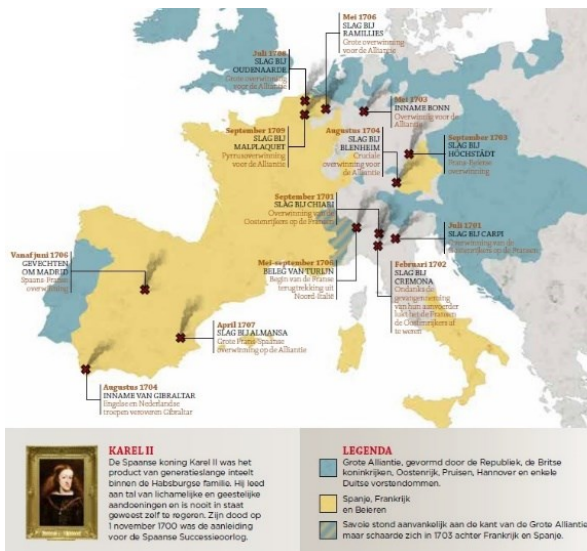 Mei 1706
SLAG BIJ
RAMILLIES
Grote overwinning
voor de Alliantie
Juli 1708
SLAG BIJ
OUDENAARDE
Grote overwinning
voor de Alliantie
Mei 1703
INNAME BONN
Overwinning voor de
Alliantie
September 1709
SLAG BIJ
MALPLAQUET
Pyrrusoverwinning
voor de Alliantie
Augustus 1704
SLAG BIJ
BLENHEIM
Cruciale
overwinning voor
de Alliantie
September 1703
SLAG BIJ
HÖCHSTÄDT
Frans-Beierse
overwinning
September 1701
SLAG BIJ CHIARI
Overwinning van de
Oostenrijkers op de Fransen
Juli 1701
SLAG BIJ CARPI
Overwinning van de
Oostenrijkers op de Fransen
Vanaf juni 1706
GEVECHTEN
OM MADRID
Spaans-Franse
overwinning
Mei-september 1706
BELEG VAN TURIJN
Begin van de Franse
terugtrekking uit
Noord-Italië
Februari 1702
SLAG BIJ
CREMONA
Ondanks de
gevangenneming
van hun aanvoerder
lukt het de Fransen
de Oostenrijkers af
te weren
April 1707
SLAG BIJ ALMANSA
Grote Frans-Spaanse
overwinning op de Alliantie
Augustus 1704
INNAME VAN GIBRALTAR
Engelse en Nederlandse
troepen veroveren Gibraltar
KAREL II
De Spaanse koning Karel II was het
product van generatieslange inteelt
binnen de Habsburgse familie. Hij leed
aan tal van lichamelijke en geestelijke
aandoeningen en is nooit in staat
geweest zelf te regeren. Zijn dood op
1 november 1700 was de aanleiding
voor de Spaanse Successieoorlog.
LEGENDA
Grote Alliantie, gevormd door de Republiek, de Britse
koninkrijken, Oostenrijk, Pruisen, Hannover en enkele
Duitse vorstendommen.
Spanje, Frankrijk
en Beieren
Savoie stond aanvankelijk aan de kant van de Grote Alliantie
maar schaarde zich in 1703 achter Frankrijk en Spanje.